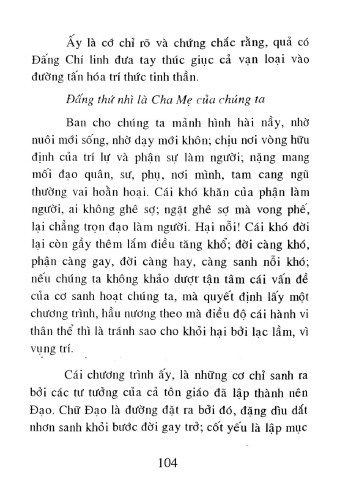 Ấy là cớ chỉ rõ và chứng chắc rằng, quả có
Đấng Chí linh đưa tay thúc giục cả vạn loại vào
đường tấn hóa trí thức tinh thần.
Đấng thứ nhì là Cha Mẹ của chúng ta
Ban cho chúng ta mảnh hình hài nầy, nhờ
nuôi mới sống, nhờ dạy mới khôn; chịu nơi vòng hữu
định của trí lự và phận sự làm người; nặng mang
mối đạo quân, sư, phụ, nơi mình, tam cang ngũ
thường vai hoằn hoại. Cái khó khăn của phận làm
người, ai không ghê sợ; ngặt ghê sợ mà vong phế,
lại chẳng trọn đạo làm người. Hại nỗi! Cái khó đời
lại còn gầy thêm lắm điều tăng khổ; đời càng khó,
phận càng gay, đời càng hay, càng sanh nỗi khó;
nếu chúng ta không khảo dượt tận tâm cái vấn đề
của cơ sanh hoạt chúng ta, mà quyết định lấy một
chương trình, hầu nương theo mà điều độ cái hành vi
thân thể thì là tránh sao cho khỏi hại bởi lạc lầm, vì
vụng trí.
Cái chương trình ấy, là những cơ chỉ sanh ra
bởi các tư tưởng của cả tôn giáo đã lập thành nên
Đạo. Chữ Đạo là đường đặt ra bởi đó, đặng dìu dắt
nhơn sanh khỏi bước đời gay trở; cốt yếu là lập mục
104